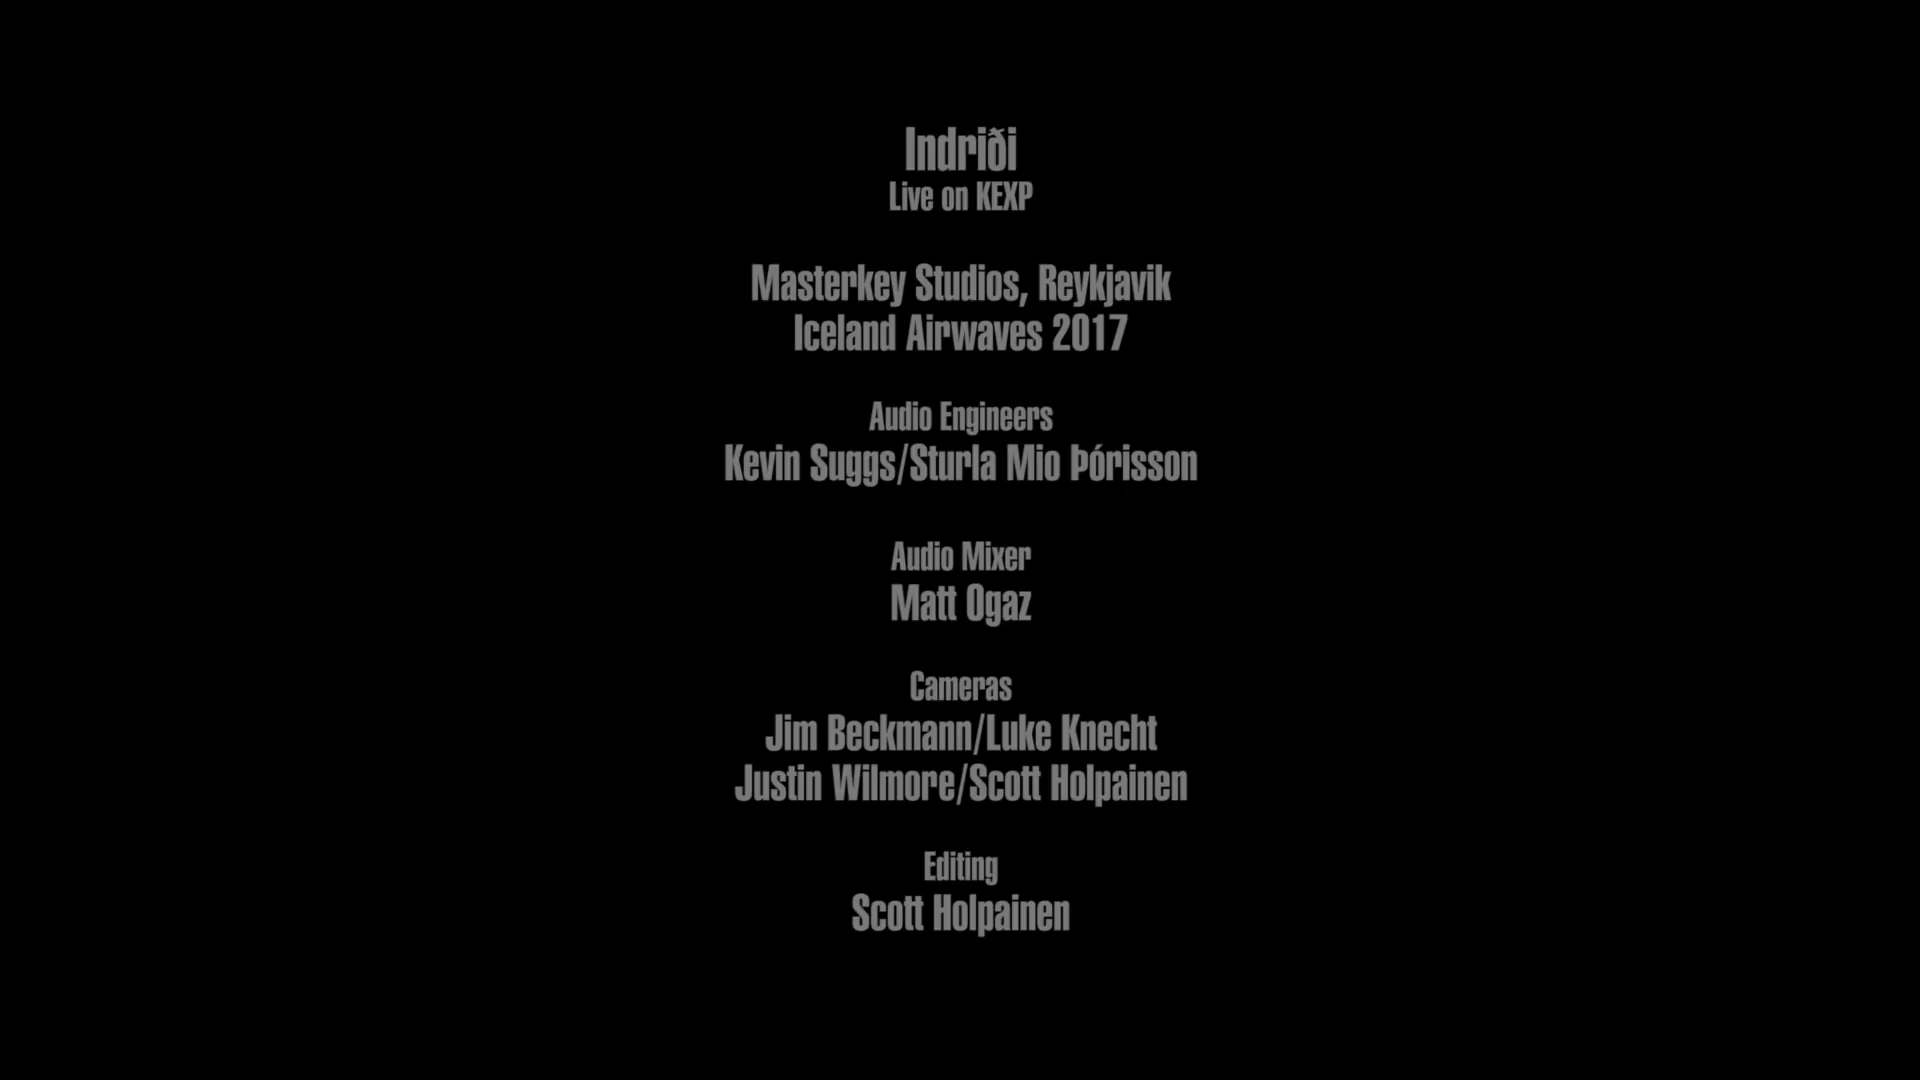 Indriði
Live on KEXP
Masterkey Studios, Reykjavik
Iceland Airwaves 2017
Audio Engineers
Kevin Suggs/Sturla Mio Þórisson
Audio Mixer
Matt Ogaz
Cameras
Jim Beckmann/Luke Knecht
Justin Wilmore/Scott Holpainen
Editing
Scott Holpainen